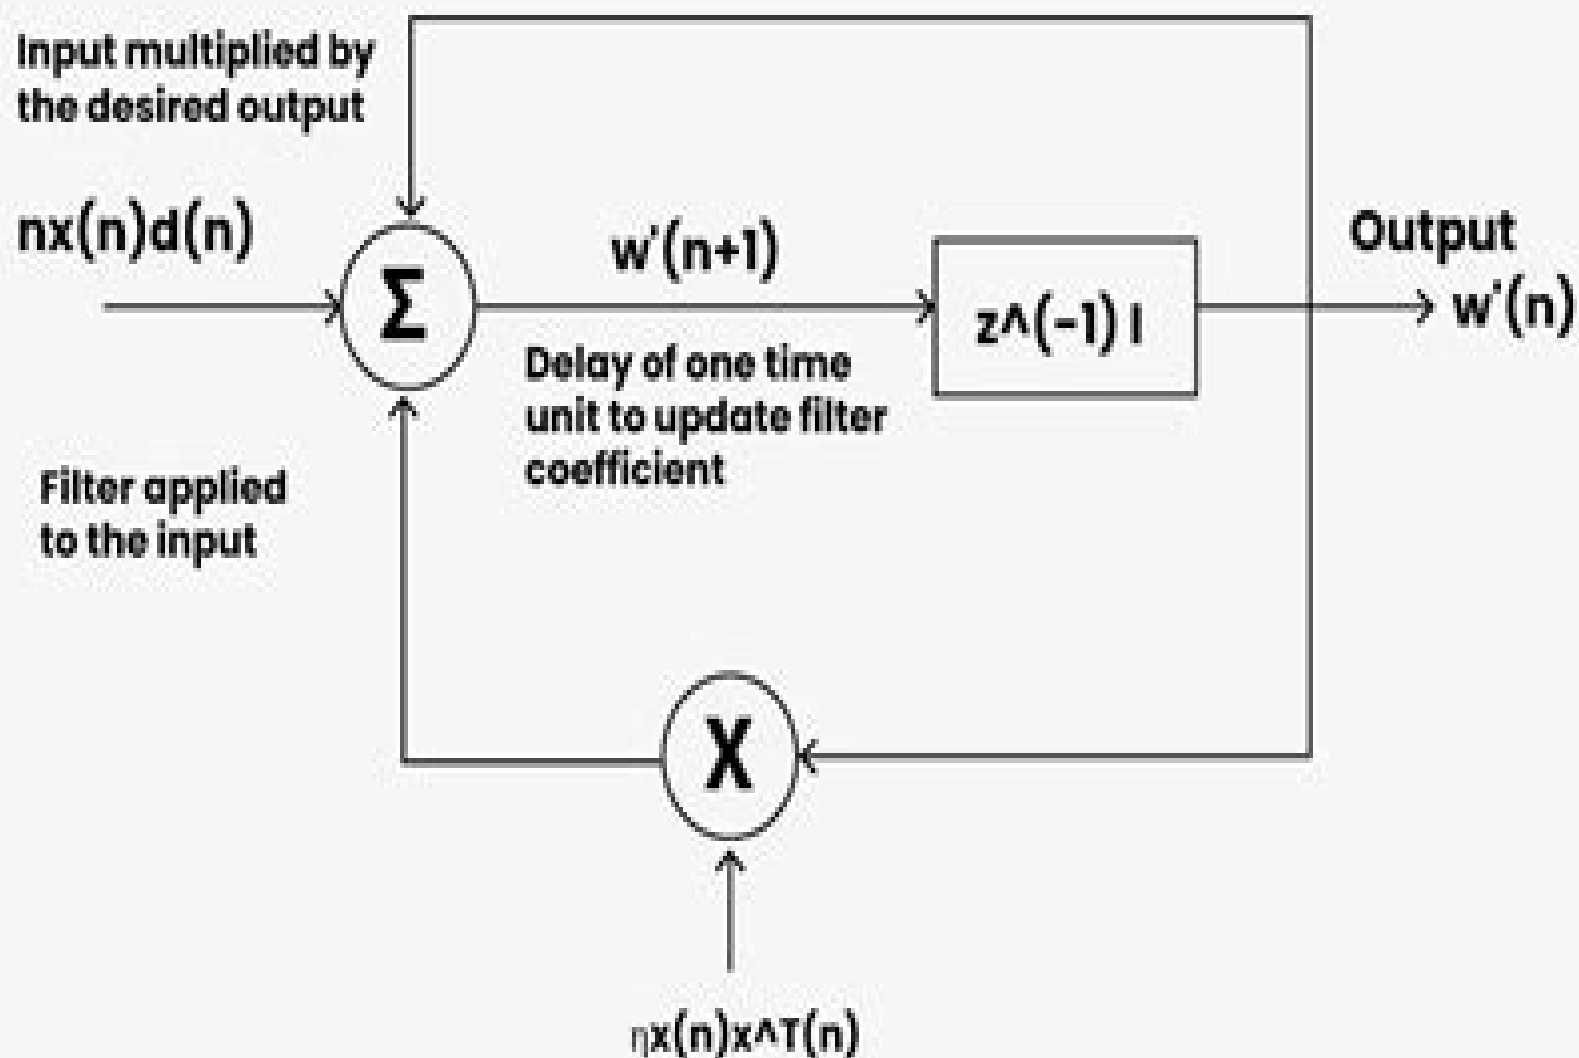 Input multiplied by
the desired output
nx(n)d(n)
Σ
w'(n+1)
z^(-1) I
Output
w'(n)
Delay of one time
unit to update filter
coefficient
Filter applied
to the input
X
ηx(n)x^T(n)